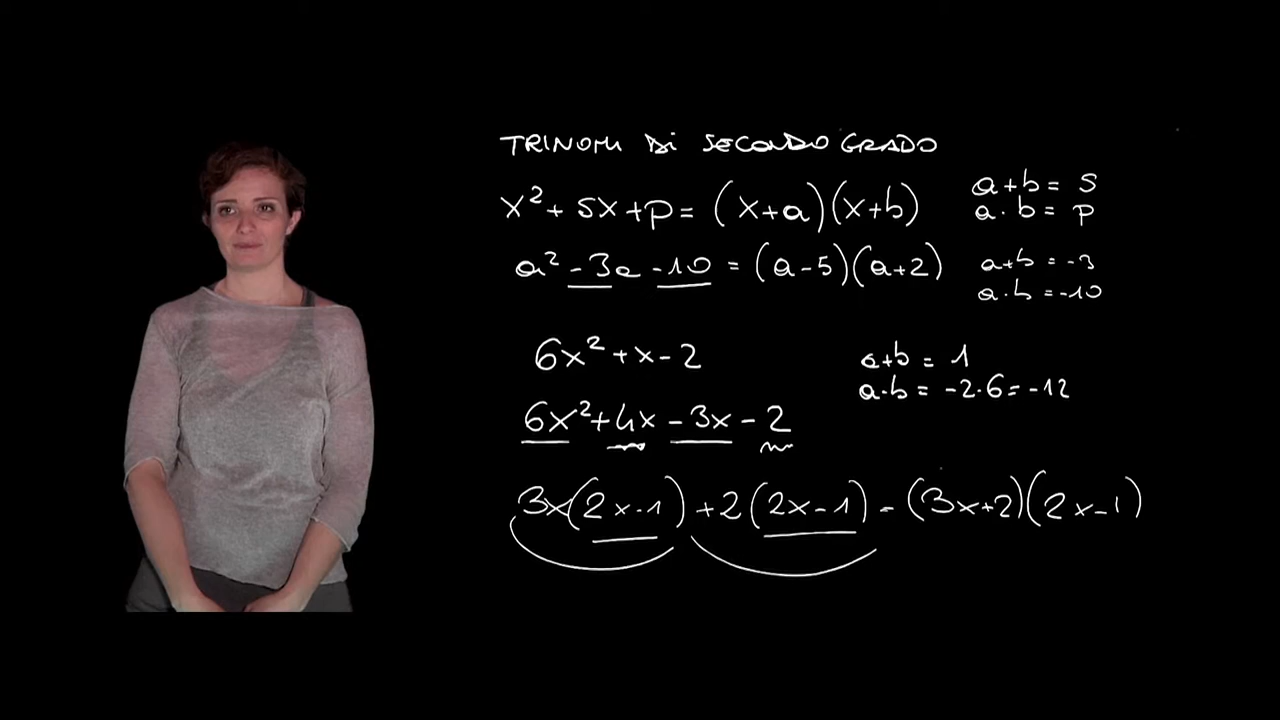 TRINOMI DI SECONDO GRADO
x² + sx + p = (x+a)(x+b)
a+b = s
a·b = p
a² - 3a - 10 = (a-5)(a+2)
a+b = -3
a·b = -10
6x² + x - 2
a+b = 1
a·b = -2·6 = -12
6x² + 4x - 3x - 2
3x(2x-1) + 2(2x-1) = (3x+2)(2x-1)